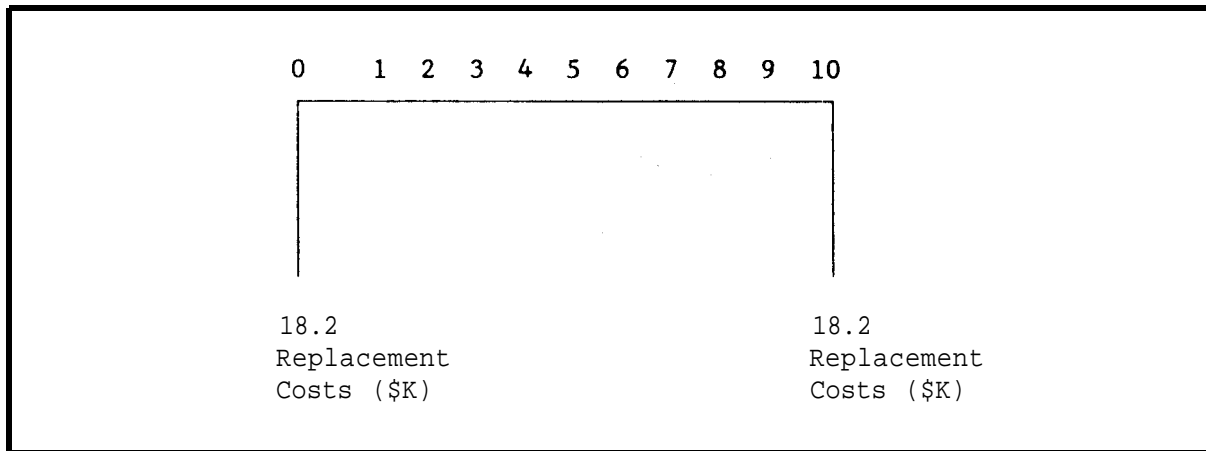 0 1 2 3 4 5 6 7 8 9 10
18.2 18.2
Replacement Replacement
Costs ($K) Costs ($K)